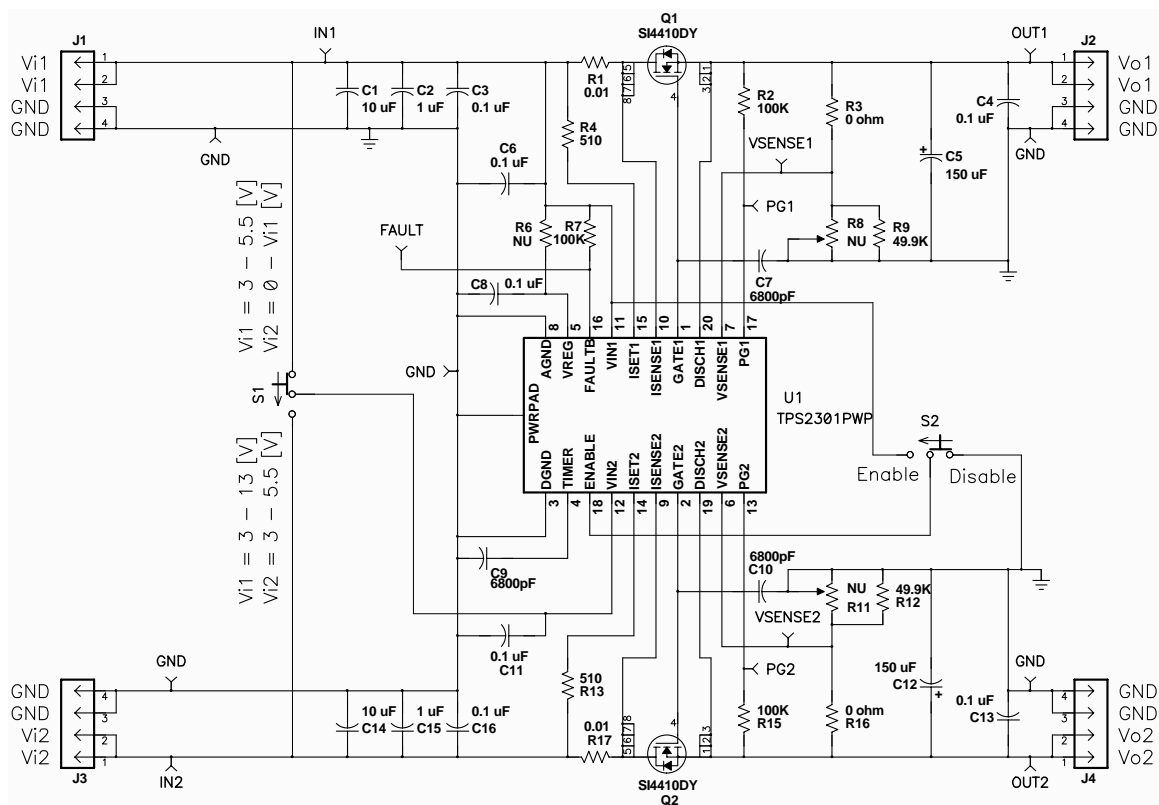 Q1
SI4410DY
IN1
OUT1
J1
J2
Vi1
Vi1
GND
GND
1
2
3
4
C1
10 uF
C2
1 uF
C3
0.1 uF
GND
R1
0.01
R4
510
8 7 6 5
4
3 2 1
R2
100K
R3
0 ohm
C4
0.1 uF
C5
150 uF
1
2
3
4
Vo1
Vo1
GND
GND
GND
VSENSE1
C6
0.1 uF
PG1
FAULT
R6
NU
R7
100K
R8
NU
R9
49.9K
C7
6800pF
C8
0.1 uF
Vi1 = 3 – 5.5 [V]
Vi2 = 0 – Vi1 [V]
8
5
16
11
15
10
1
20
7
17
AGND
VREG
FAULTB
VIN1
ISET1
ISENSE1
GATE1
DISCH1
VSENSE1
PG1
GND
S1
PWRPAD
U1
TPS2301PWP
S2
Enable
Disable
DGND
TIMER
ENABLE
VIN2
ISET2
ISENSE2
GATE2
DISCH2
VSENSE2
PG2
3
4
18
12
14
9
2
19
6
13
Vi1 = 3 – 13 [V]
Vi2 = 3 – 5.5 [V]
C9
6800pF
6800pF
C10
NU
R11
49.9K
R12
VSENSE2
0.1 uF
C11
GND
PG2
510
R13
150 uF
C12
GND
GND
GND
Vi2
Vi2
4
3
2
1
10 uF
C14
1 uF
C15
0.1 uF
C16
0.01
R17
5 6 7 8
4
1 2 3
100K
R15
0 ohm
R16
0.1 uF
C13
4
3
2
1
GND
GND
Vo2
Vo2
J3
IN2
SI4410DY
Q2
OUT2
J4